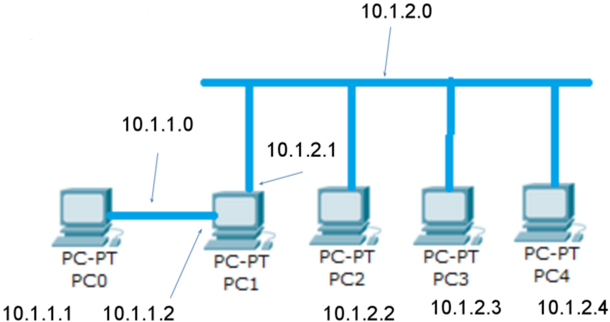 10.1.2.0
10.1.1.0
10.1.2.1
PC-PT
PC0
PC-PT
PC1
PC-PT
PC2
PC-PT
PC3
PC-PT
PC4
10.1.1.1
10.1.1.2
10.1.2.2
10.1.2.3
10.1.2.4